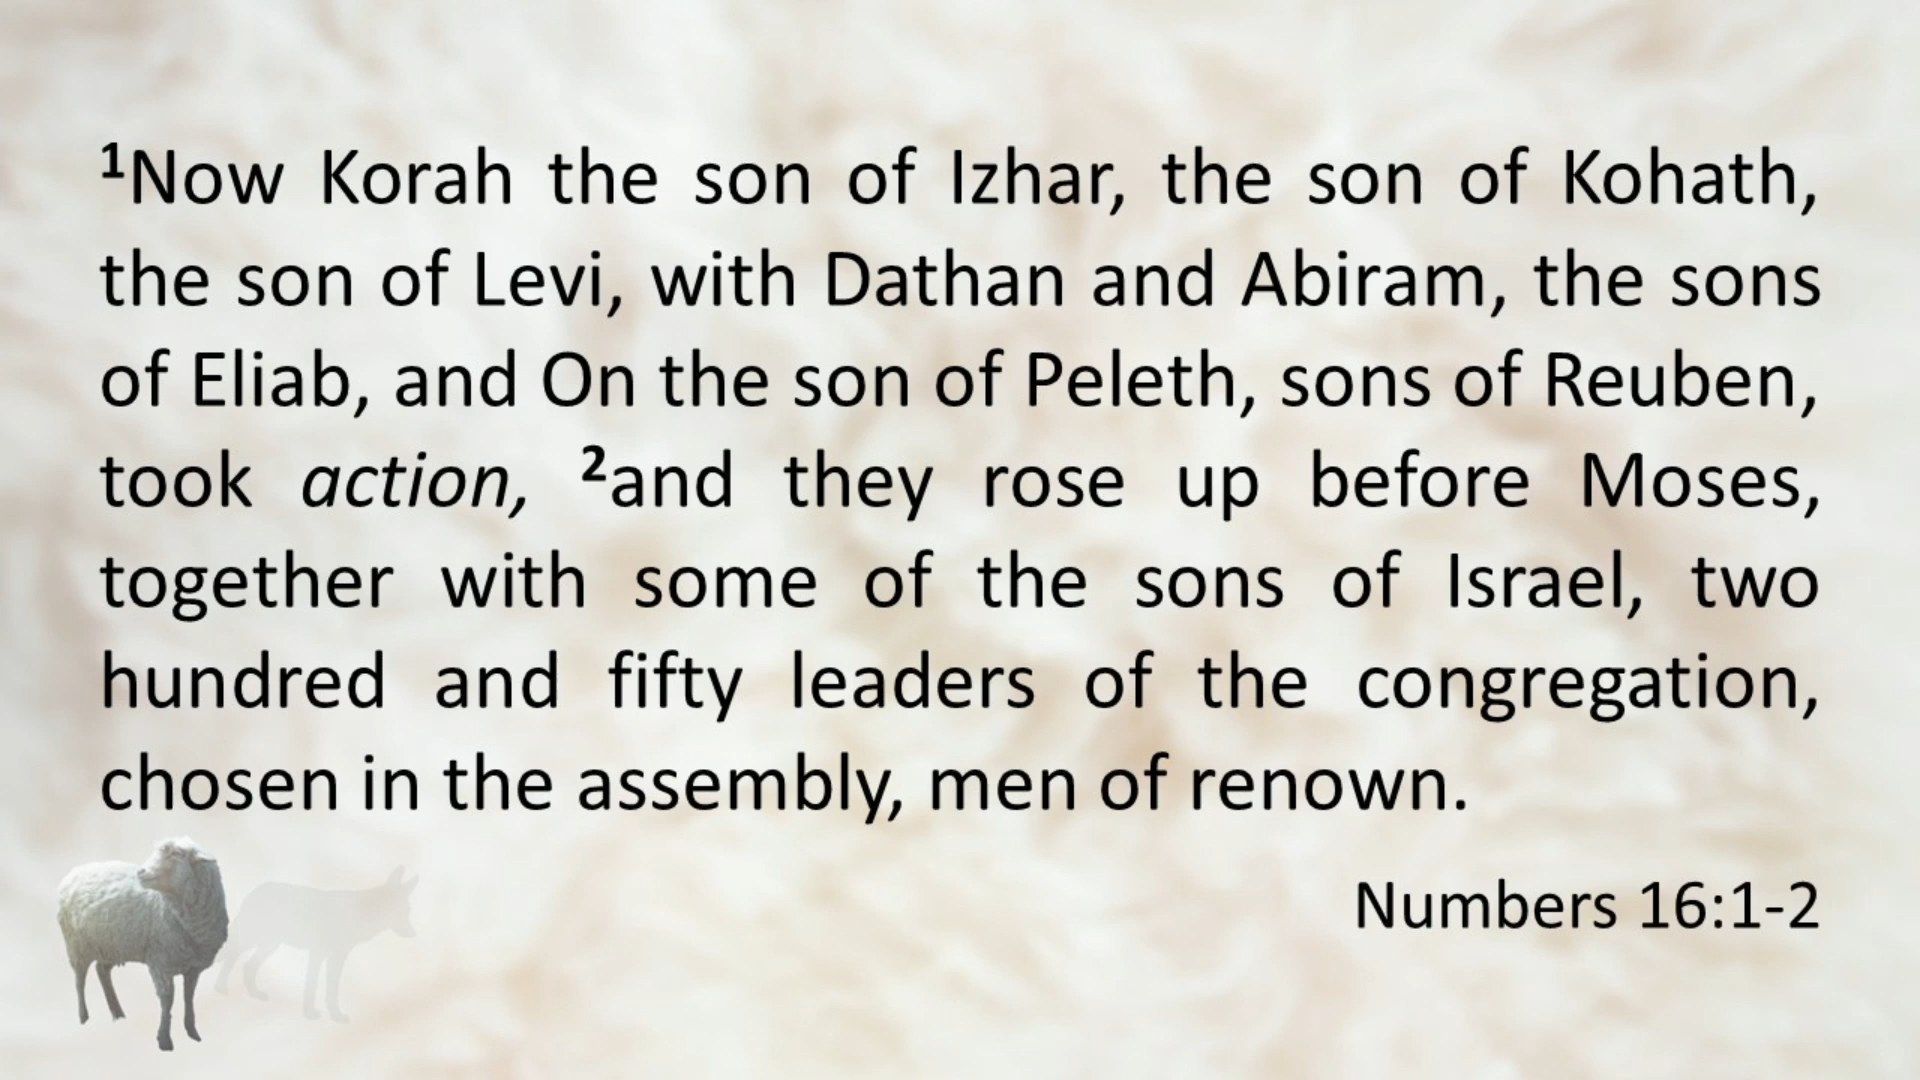 ¹Now Korah the son of Izhar, the son of Kohath,
the son of Levi, with Dathan and Abiram, the sons
of Eliab, and On the son of Peleth, sons of Reuben,
took action, ²and they rose up before Moses,
together with some of the sons of Israel, two
hundred and fifty leaders of the congregation,
chosen in the assembly, men of renown.
Numbers 16:1-2